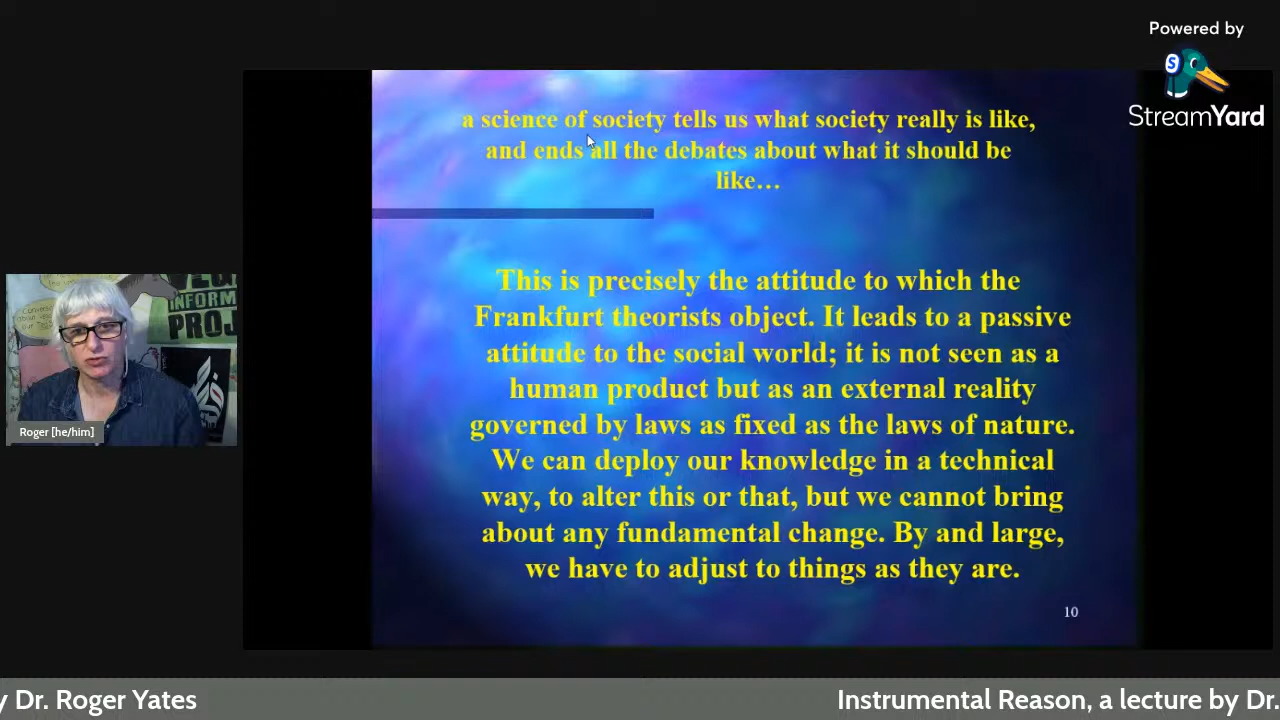 Powered by
StreamYard
a science of society tells us what society really is like,
and ends all the debates about what it should be
like…
This is precisely the attitude to which the
Frankfurt theorists object. It leads to a passive
attitude to the social world; it is not seen as a
human product but as an external reality
governed by laws as fixed as the laws of nature.
We can deploy our knowledge in a technical
way, to alter this or that, but we cannot bring
about any fundamental change. By and large,
we have to adjust to things as they are.
10
INFORM
PROJ
Roger [he/him]
y Dr. Roger Yates
Instrumental Reason, a lecture by Dr.